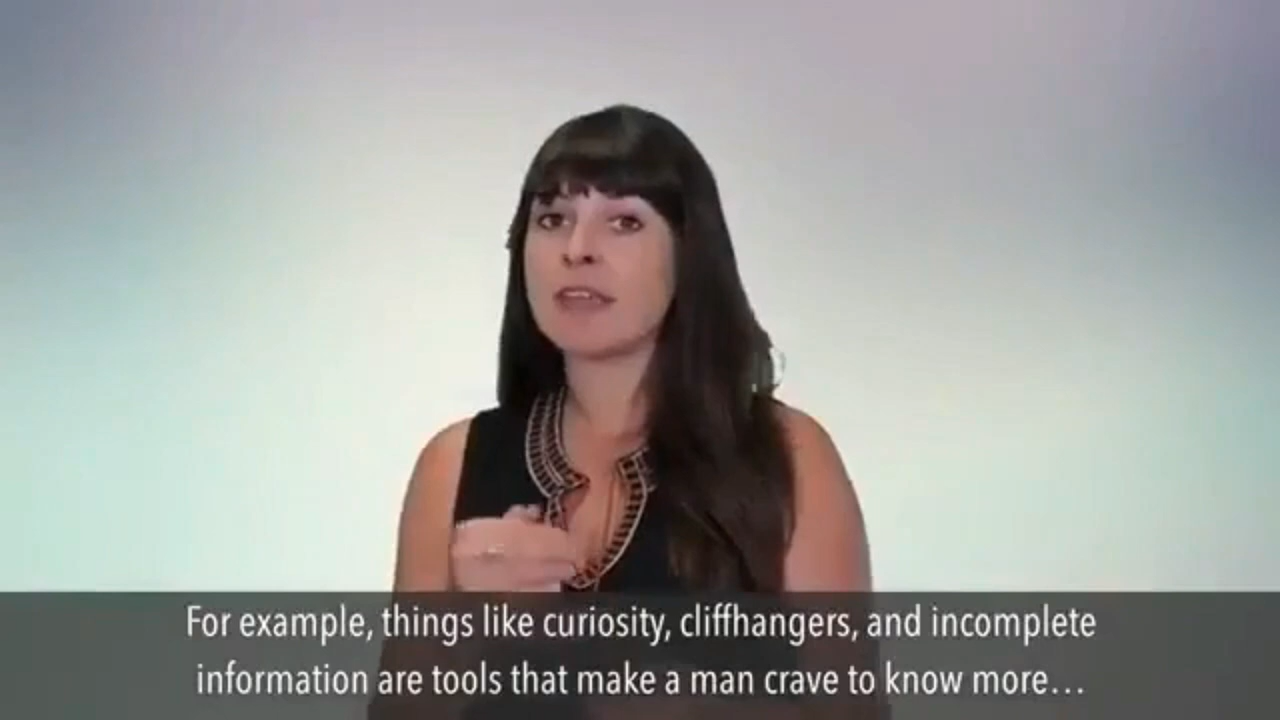 For example, things like curiosity, cliffhangers, and incomplete
information are tools that make a man crave to know more…